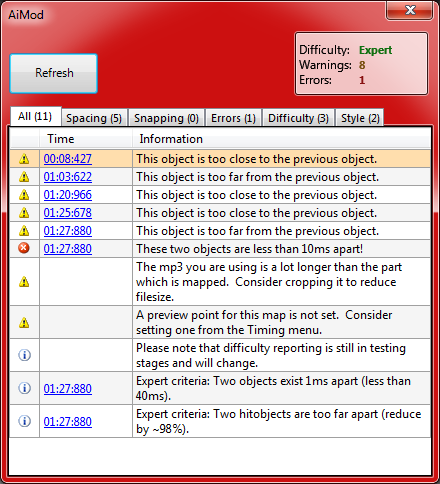 AiMod
Refresh
Difficulty: Expert
Warnings: 8
Errors: 1
All (11) Spacing (5) Snapping (0) Errors (1) Difficulty (3) Style (2)
Time Information
00:08:427 This object is too close to the previous object.
01:03:622 This object is too far from the previous object.
01:20:966 This object is too close to the previous object.
01:25:678 This object is too close to the previous object.
01:27:880 This object is too far from the previous object.
01:27:880 These two objects are less than 10ms apart!
The mp3 you are using is a lot longer than the part
which is mapped.  Consider cropping it to reduce
filesize.
A preview point for this map is not set.  Consider
setting one from the Timing menu.
Please note that difficulty reporting is still in testing
stages and will change.
01:27:880 Expert criteria: Two objects exist 1ms apart (less than
40ms).
01:27:880 Expert criteria: Two hitobjects are too far apart (reduce
by ~98%).